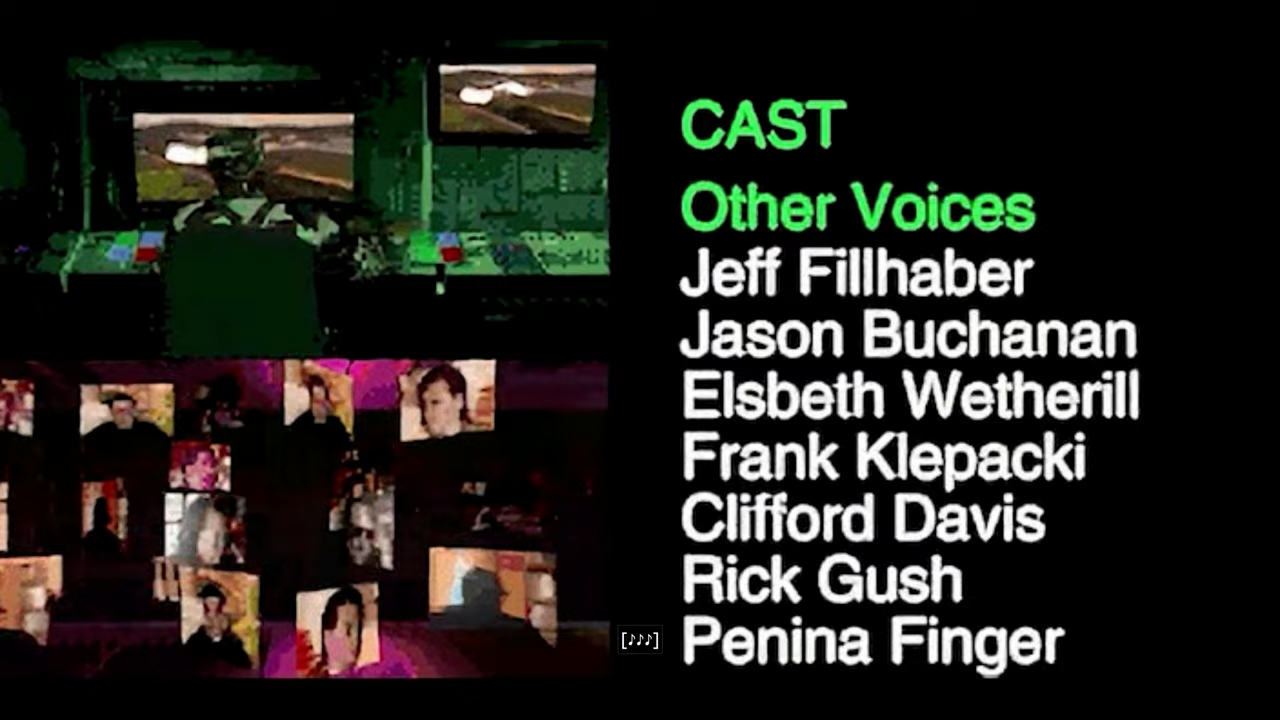 CAST
Other Voices
Jeff Fillhaber
Jason Buchanan
Elsbeth Wetherill
Frank Klepacki
Clifford Davis
Rick Gush
[♪♪♪]
Penina Finger